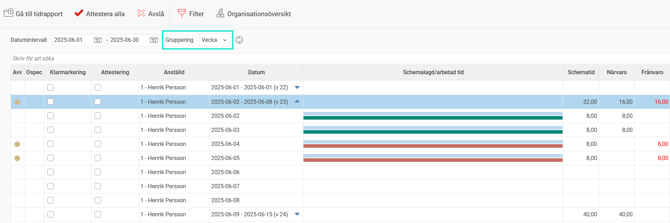 Gå till tidrapport Attestera alla Avslå Filter Organisationsöversikt
Datumintervall 2025-06-01 - 2025-06-30 Gruppering Vecka
Skriv för att söka
Avv Ospec Klarmarkering Attestering Anställd Datum Schemalagd/arbetad tid Schematid Närvaro Frånvaro
1 - Henrik Persson 2025-06-01 - 2025-06-01 (v 22)
1 - Henrik Persson 2025-06-02 - 2025-06-08 (v 23) 32,00 16,00 16,00
1 - Henrik Persson 2025-06-02 8,00 8,00
1 - Henrik Persson 2025-06-03 8,00 8,00
1 - Henrik Persson 2025-06-04 8,00 8,00
1 - Henrik Persson 2025-06-05 8,00 8,00
1 - Henrik Persson 2025-06-06
1 - Henrik Persson 2025-06-07
1 - Henrik Persson 2025-06-08
1 - Henrik Persson 2025-06-09 - 2025-06-15 (v 24) 40,00 40,00